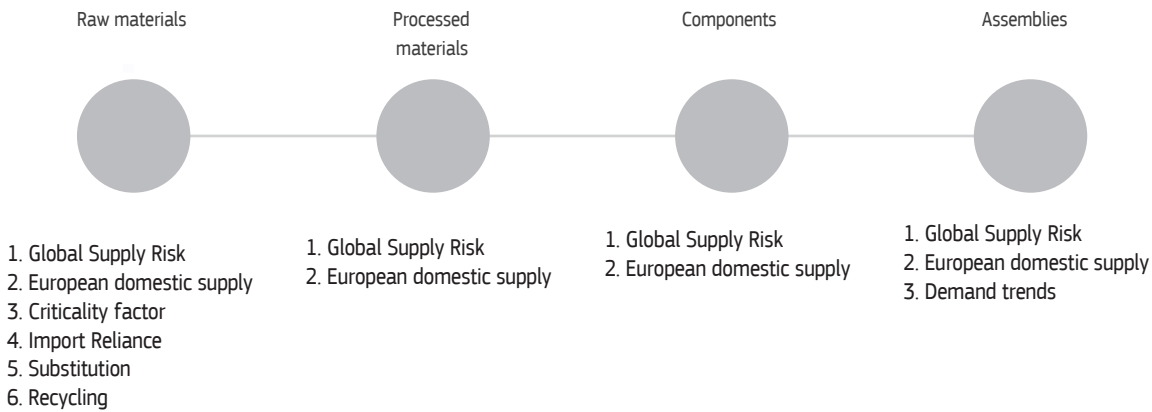 Raw materials
Processed
materials
Components
Assemblies
1. Global Supply Risk
2. European domestic supply
3. Criticality factor
4. Import Reliance
5. Substitution
6. Recycling
1. Global Supply Risk
2. European domestic supply
1. Global Supply Risk
2. European domestic supply
1. Global Supply Risk
2. European domestic supply
3. Demand trends